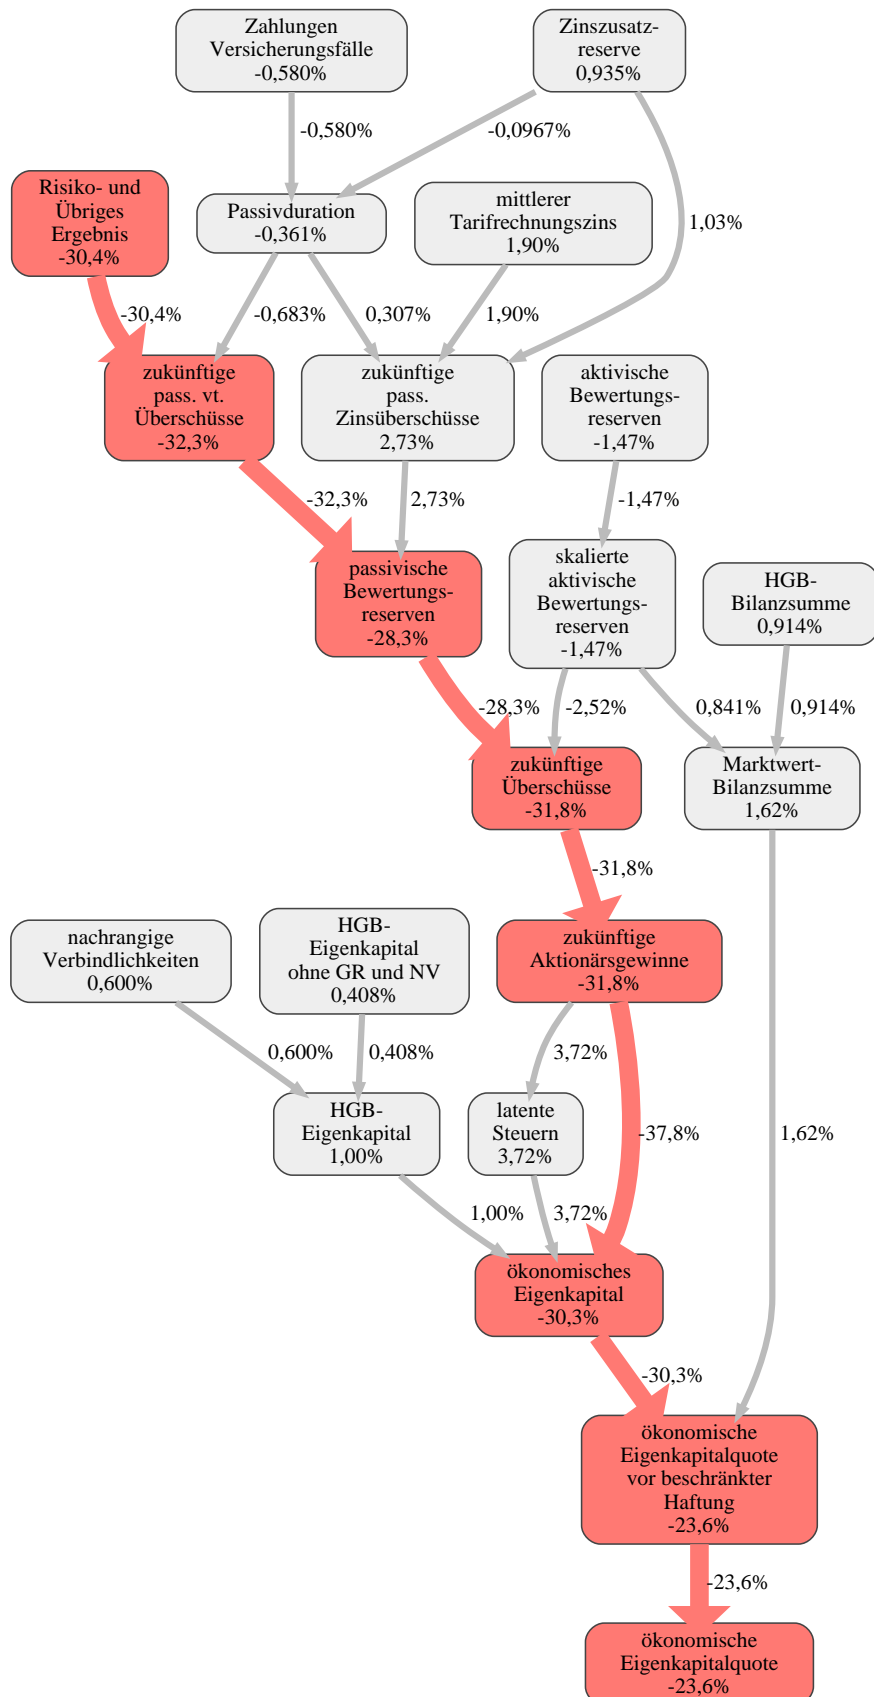 Zahlungen
Versicherungsfälle
-0,580%
Zinszusatz-
reserve
0,935%
-0,580%
-0,0967%
Risiko- und
Übriges
Ergebnis
-30,4%
Passivduration
-0,361%
mittlerer
Tarifrechnungszins
1,90%
1,03%
-30,4%
-0,683%
0,307%
1,90%
zukünftige
pass. vt.
Überschüsse
-32,3%
zukünftige
pass.
Zinsüberschüsse
2,73%
aktivische
Bewertungs-
reserven
-1,47%
-32,3%
2,73%
-1,47%
passivische
Bewertungs-
reserven
-28,3%
skalierte
aktivische
Bewertungs-
reserven
-1,47%
HGB-
Bilanzsumme
0,914%
-28,3%
-2,52%
0,841%
0,914%
zukünftige
Überschüsse
-31,8%
Marktwert-
Bilanzsumme
1,62%
-31,8%
nachrangige
Verbindlichkeiten
0,600%
HGB-
Eigenkapital
ohne GR und NV
0,408%
zukünftige
Aktionärsgewinne
-31,8%
0,600%
0,408%
3,72%
HGB-
Eigenkapital
1,00%
latente
Steuern
3,72%
-37,8%
1,62%
1,00%
3,72%
ökonomisches
Eigenkapital
-30,3%
-30,3%
ökonomische
Eigenkapitalquote
vor beschränkter
Haftung
-23,6%
-23,6%
ökonomische
Eigenkapitalquote
-23,6%